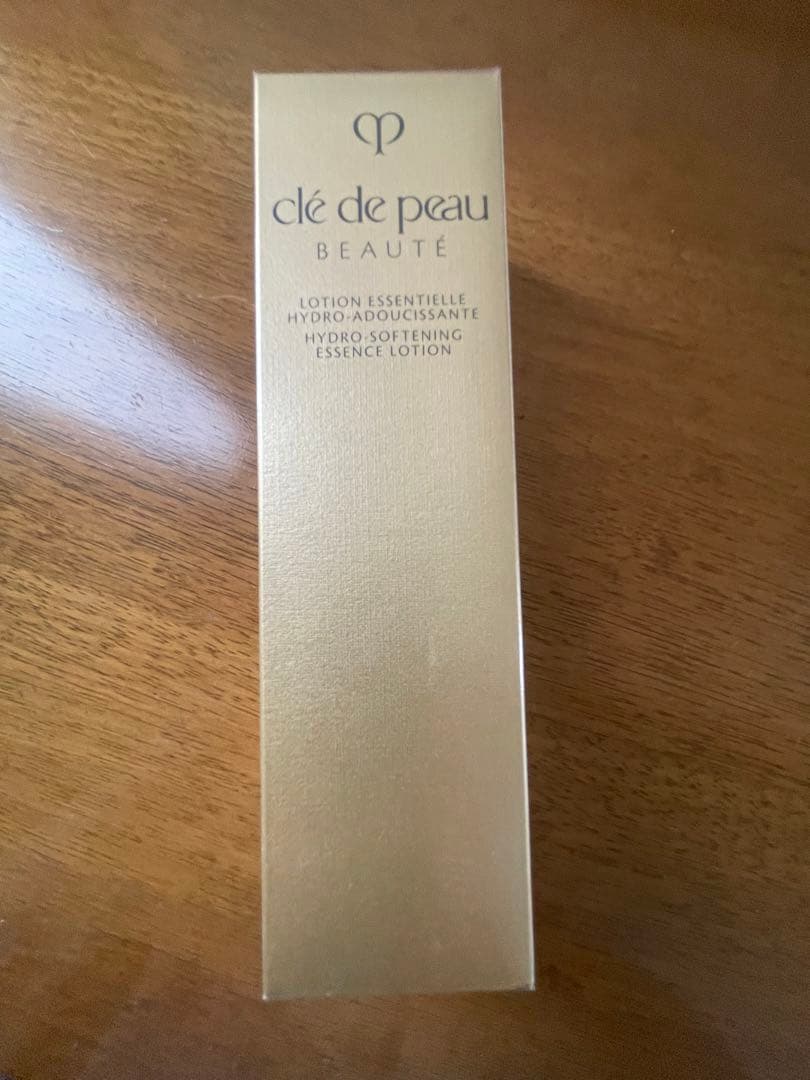 clé de peau
BEAUTÉ
LOTION ESSENTIELLE
HYDRO-ADOUCISSANTE
HYDRO-SOFTENING
ESSENCE LOTION